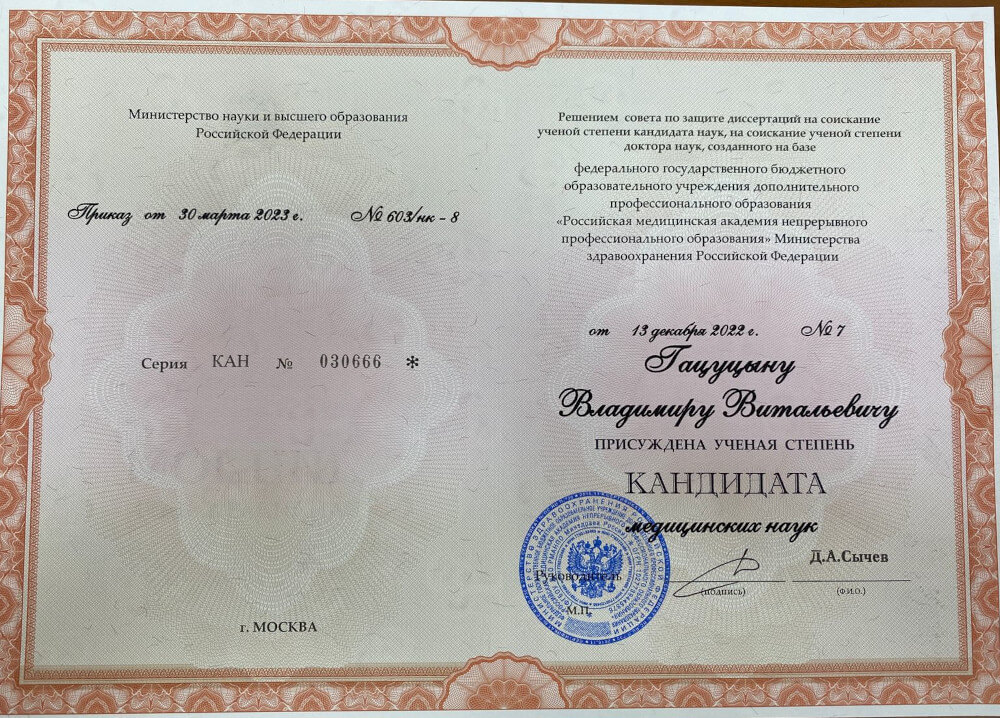 Министерство науки и высшего образования
Российской Федерации
Приказ от 30 марта 2023 г. № 603/нк - 8
Серия КАН № 030666 *
г. МОСКВА
Решением совета по защите диссертаций на соискание
ученой степени кандидата наук, на соискание ученой степени
доктора наук, созданного на базе
федерального государственного бюджетного
образовательного учреждения дополнительного
профессионального образования
«Российская медицинская академия непрерывного
профессионального образования» Министерства
здравоохранения Российской Федерации
от 13 декабря 2022 г. № 7
Гацуцыну
Владимиру Витальевичу
ПРИСУЖДЕНА УЧЕНАЯ СТЕПЕНЬ
КАНДИДАТА
медицинских наук
Д.А.Сычев
Руководитель
(подпись) (Ф.И.О.)
М.П.
МИНИСТЕРСТВО ЗДРАВООХРАНЕНИЯ РОССИЙСКОЙ ФЕДЕРАЦИИ